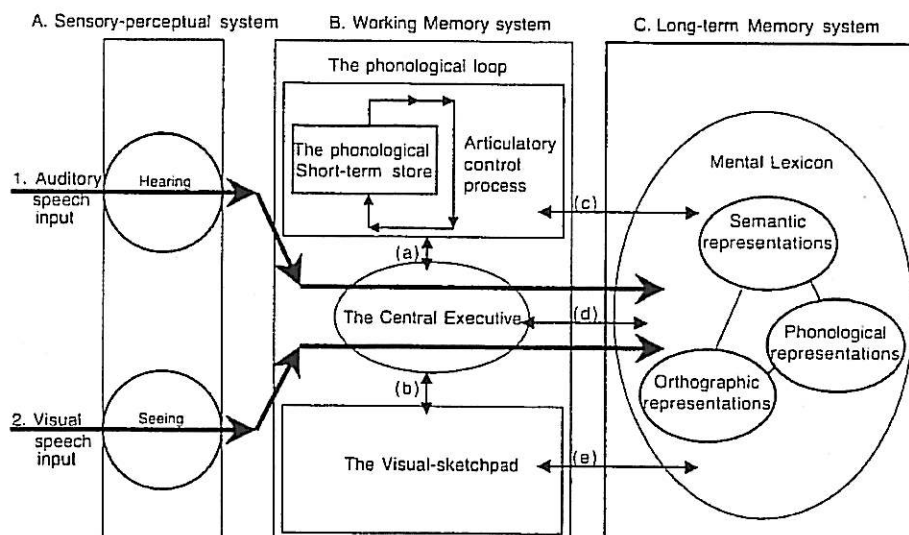 A. Sensory-perceptual system
B. Working Memory system
C. Long-term Memory system
The phonological loop
The phonological
Short-term store
Articulatory
control
process
1. Auditory
speech
input
Hearing
Mental Lexicon
(c)
Semantic
representations
(a)
The Central Executive
(d)
Phonological
representations
Orthographic
representations
(b)
2. Visual
speech
input
Seeing
The Visual-sketchpad
(e)